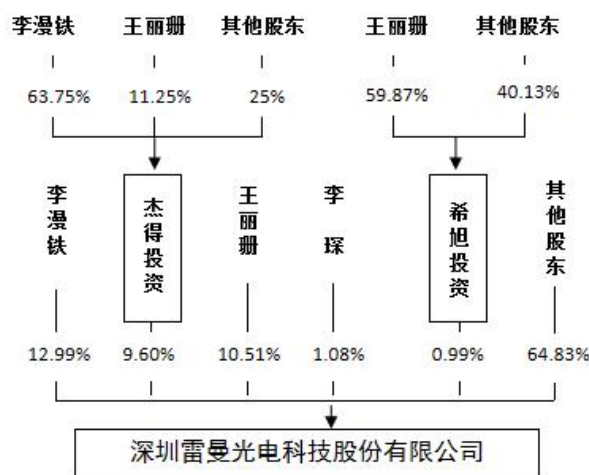 李漫铁 王丽珊 其他股东 王丽珊 其他股东
63.75% 11.25% 25% 59.87% 40.13%
李漫铁 杰得投资 王丽珊 李琛 希旭投资 其他股东
12.99% 9.60% 10.51% 1.08% 0.99% 64.83%
深圳雷曼光电科技股份有限公司